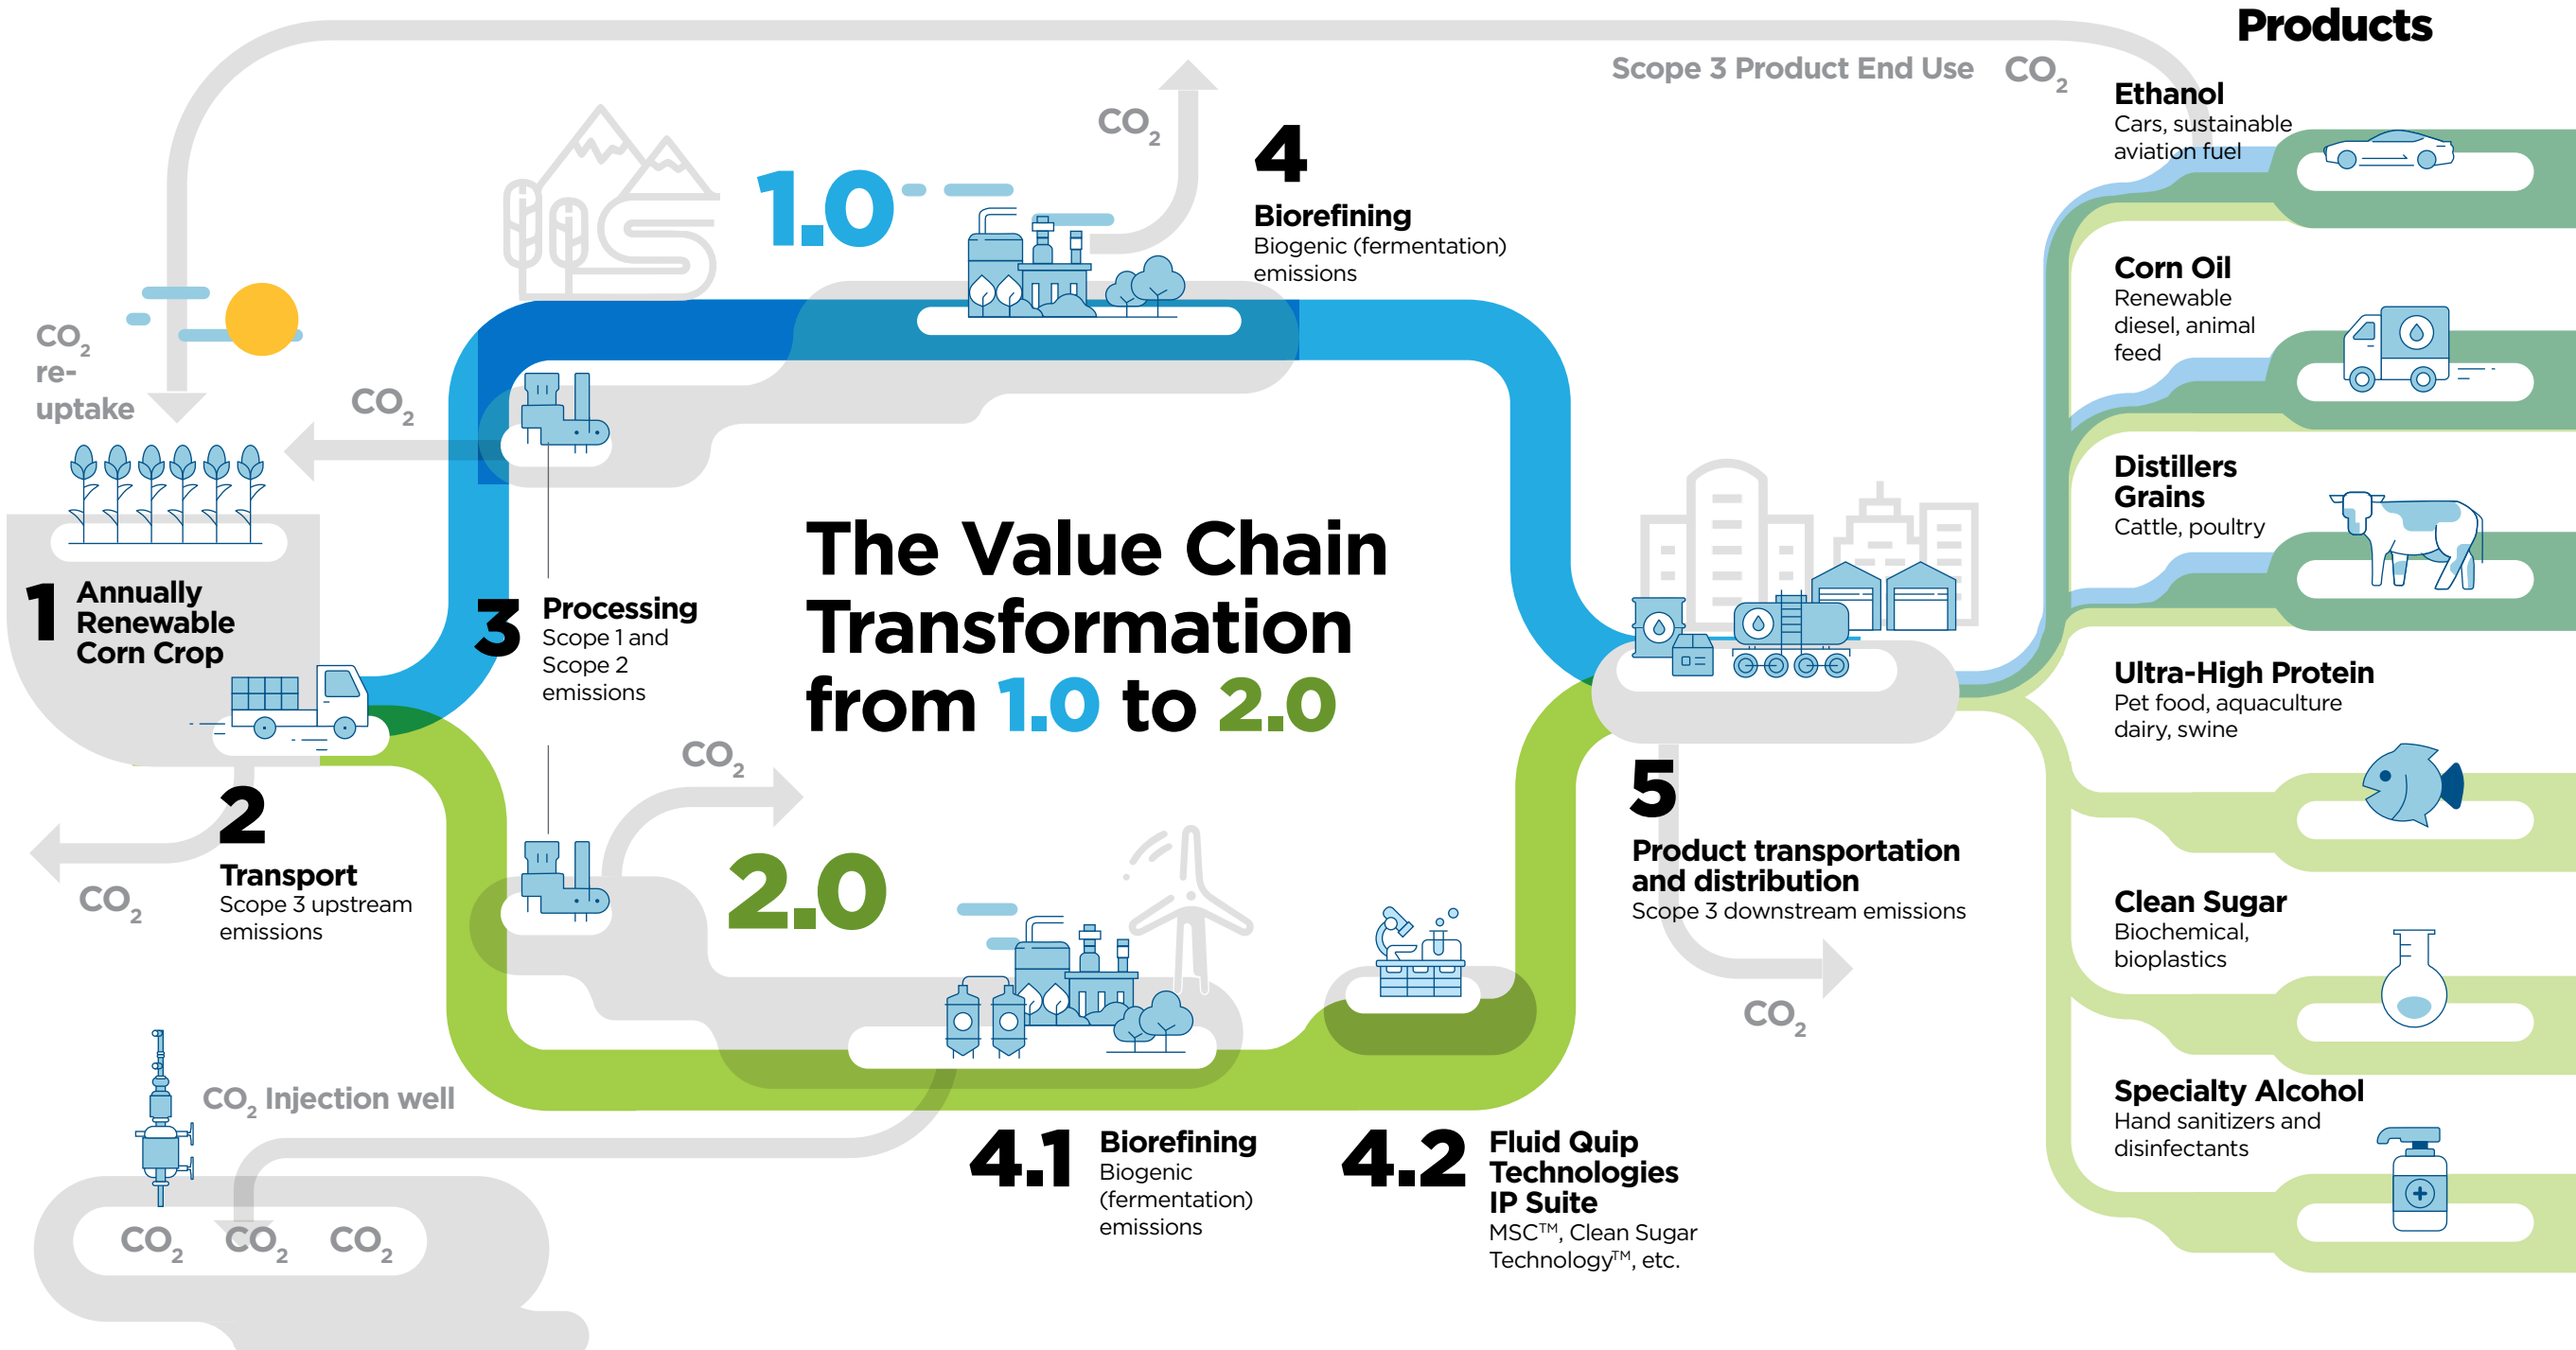 Products
Scope 3 Product End Use CO2
Ethanol
Cars, sustainable
aviation fuel
CO2
4
Biorefining
Biogenic (fermentation)
emissions
1.0
Corn Oil
Renewable
diesel, animal
feed
CO2
re-
uptake
CO2
Distillers
Grains
Cattle, poultry
The Value Chain
Transformation
from 1.0 to 2.0
1
Annually
Renewable
Corn Crop
3
Processing
Scope 1 and
Scope 2
emissions
Ultra-High Protein
Pet food, aquaculture
dairy, swine
CO2
2
Transport
Scope 3 upstream
emissions
CO2
2.0
5
Product transportation
and distribution
Scope 3 downstream emissions
CO2
Clean Sugar
Biochemical,
bioplastics
CO2 Injection well
CO2 CO2 CO2
4.1
Biorefining
Biogenic
(fermentation)
emissions
4.2
Fluid Quip
Technologies
IP Suite
MSC™, Clean Sugar
Technology™, etc.
Specialty Alcohol
Hand sanitizers and
disinfectants